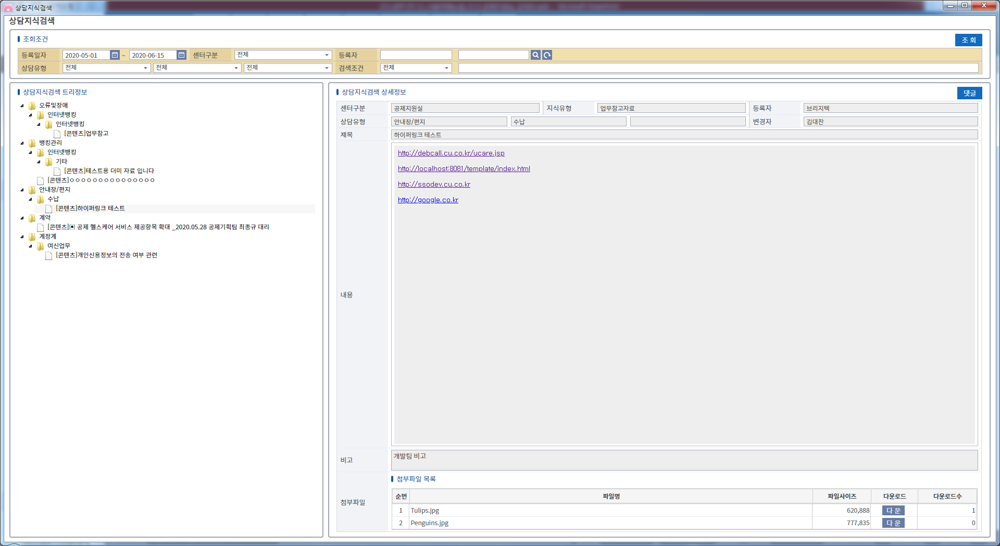 상담지식검색
상담지식검색
조회조건
조 회
등록일자 2020-05-01 ~ 2020-06-15 센터구분 전체 등록자
상담유형 전체 전체 전체 검색조건 전체
상담지식검색 트리정보
오류및장애
인터넷뱅킹
인터넷뱅킹
[콘텐츠]업무참고
뱅킹관리
인터넷뱅킹
기타
[콘텐츠]테스트용 더미 자료 입니다
[콘텐츠]ㅇㅇㅇㅇㅇㅇㅇㅇㅇㅇㅇㅇㅇㅇㅇ
안내장/편지
수납
[콘텐츠]하이퍼링크 테스트
계약
[콘텐츠]▣ 공제 헬스케어 서비스 제공항목 확대 _2020.05.28 공제기획팀 최종규 대리
계정계
여신업무
[콘텐츠]개인신용정보의 전송 여부 관련
상담지식검색 상세정보
댓글
센터구분 공제지원실 지식유형 업무참고자료 등록자 브리지텍
상담유형 안내장/편지 수납 변경자 김대찬
제목 하이퍼링크 테스트
내용
http://debcall.cu.co.kr/ucare.jsp
http://localhost:8081/template/index.html
http://ssodev.cu.co.kr
http://google.co.kr
비고 개발팀 비고
첨부파일
첨부파일 목록
순번 파일명 파일사이즈 다운로드 다운로드수
1 Tulips.jpg 620,888 다 운 1
2 Penguins.jpg 777,835 다 운 0